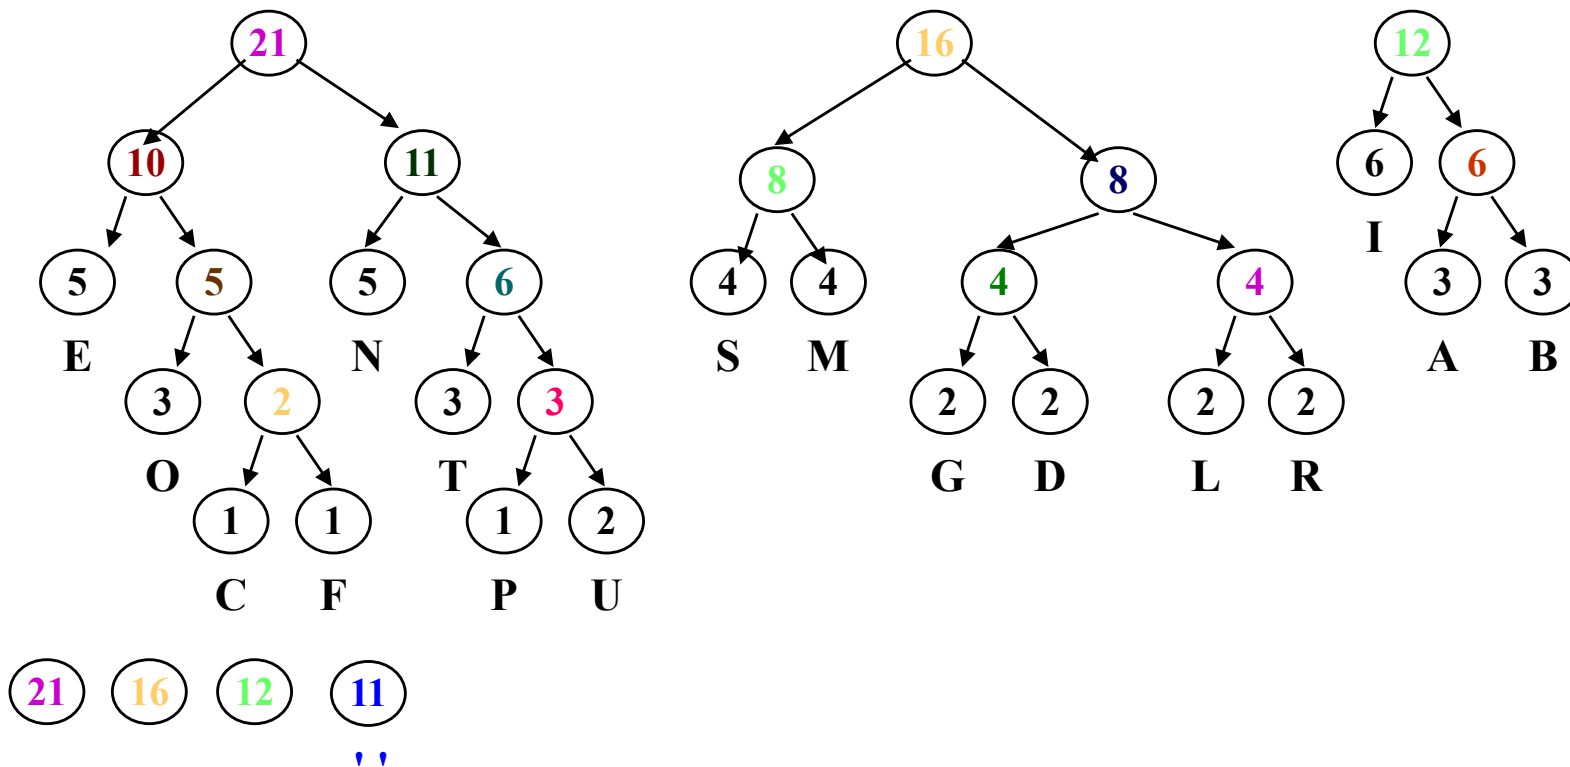 21 16 12
10 11 8 8 6 6
I
5 5 5 6 4 4 4 4 3 3
E N S M A B
3 2 3 3 2 2 2 2
O T G D L R
1 1 1 2
C F P U
21 16 12 11
' '